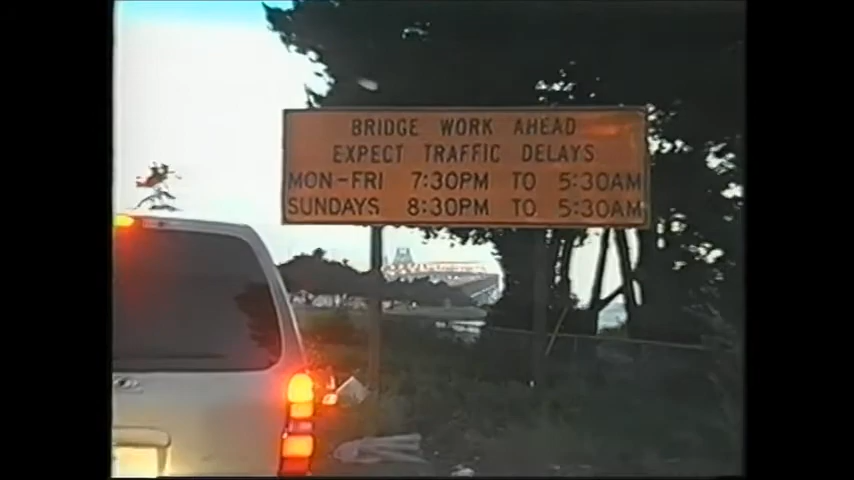 BRIDGE WORK AHEAD
EXPECT TRAFFIC DELAYS
MON-FRI 7:30PM TO 5:30AM
SUNDAYS 8:30PM TO 5:30AM